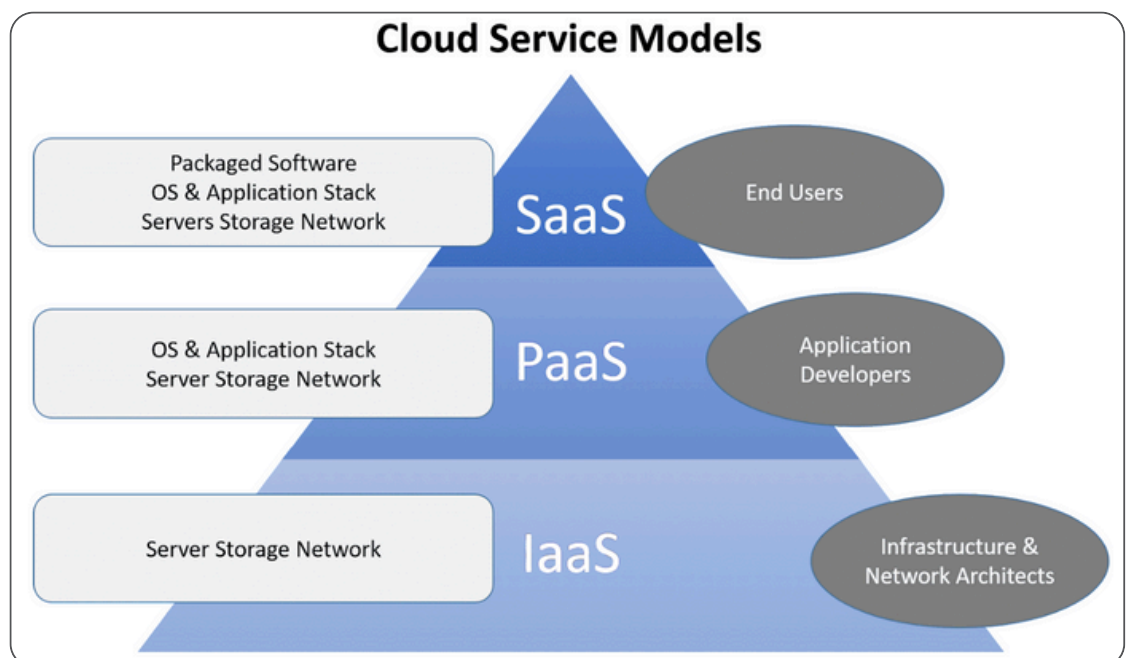 Cloud Service Models
Packaged Software
OS & Application Stack
Servers Storage Network
SaaS
End Users
OS & Application Stack
Server Storage Network
PaaS
Application
Developers
Server Storage Network
IaaS
Infrastructure &
Network Architects